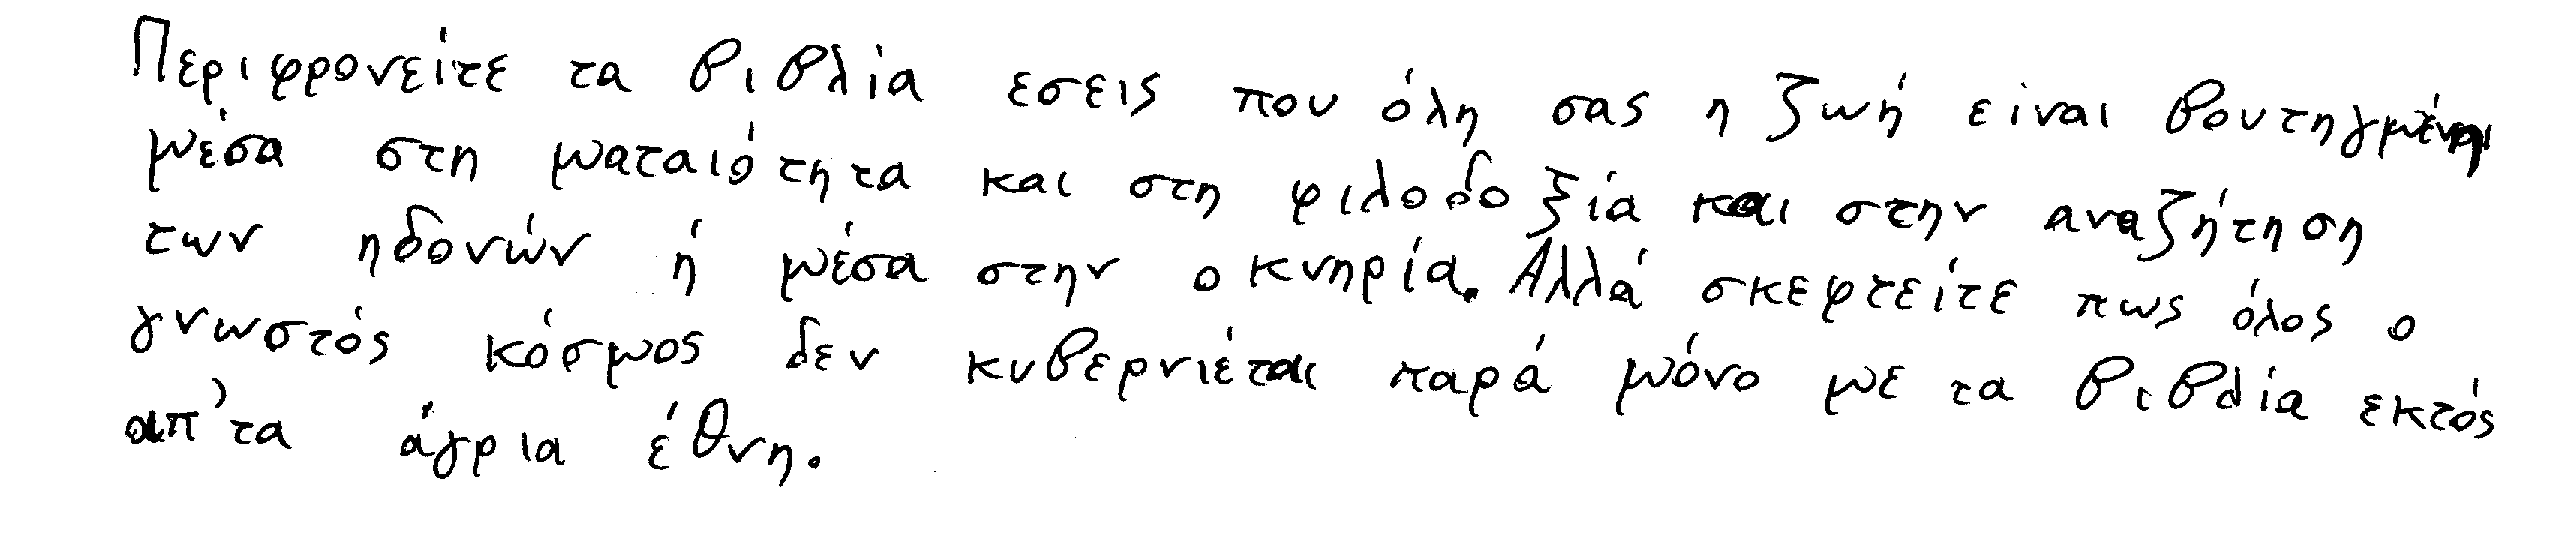 Περιφρονείτε τα βιβλία εσεις που όλη σας η ζωή είναι βουτηγμένη
μέσα στη ματαιότητα και στη φιλοδοξία και στην αναζήτηση
των ηδονών ή μέσα στην οκνηρία. Αλλά σκεφτείτε πως όλος ο
γνωστός κόσμος δεν κυβερνιέται παρά μόνο με τα βιβλία εκτός
απ'τα άγρια έθνη.